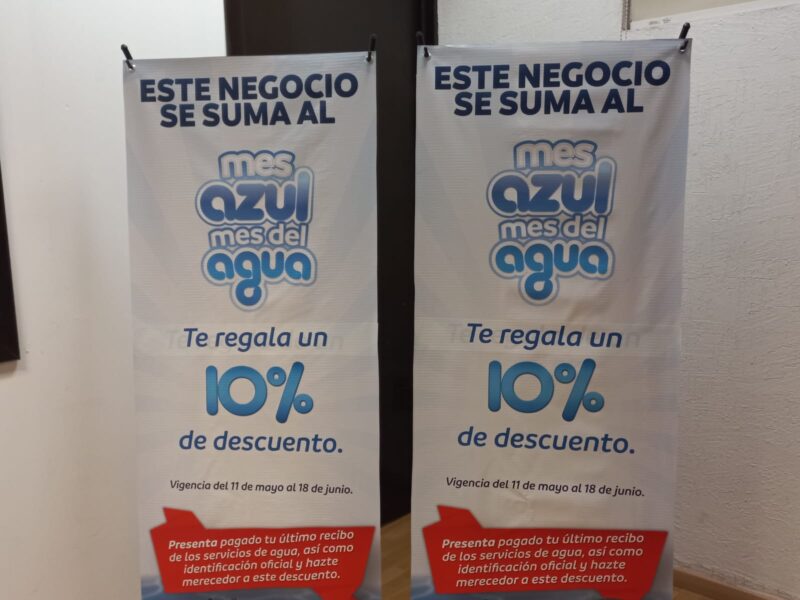 ESTE NEGOCIO
SE SUMA AL
mes
azul
mes del
agua
Te regala un
10%
de descuento.
Vigencia del 11 de mayo al 18 de junio.
Presenta pagado tu último recibo
de los servicios de agua, así como
identificación oficial y hazte
merecedor a este descuento.
ESTE NEGOCIO
SE SUMA AL
mes
azul
mes del
agua
Te regala un
10%
de descuento.
Vigencia del 11 de mayo al 18 de junio.
Presenta pagado tu último recibo
de los servicios de agua, así como
identificación oficial y hazte
merecedor a este descuento.